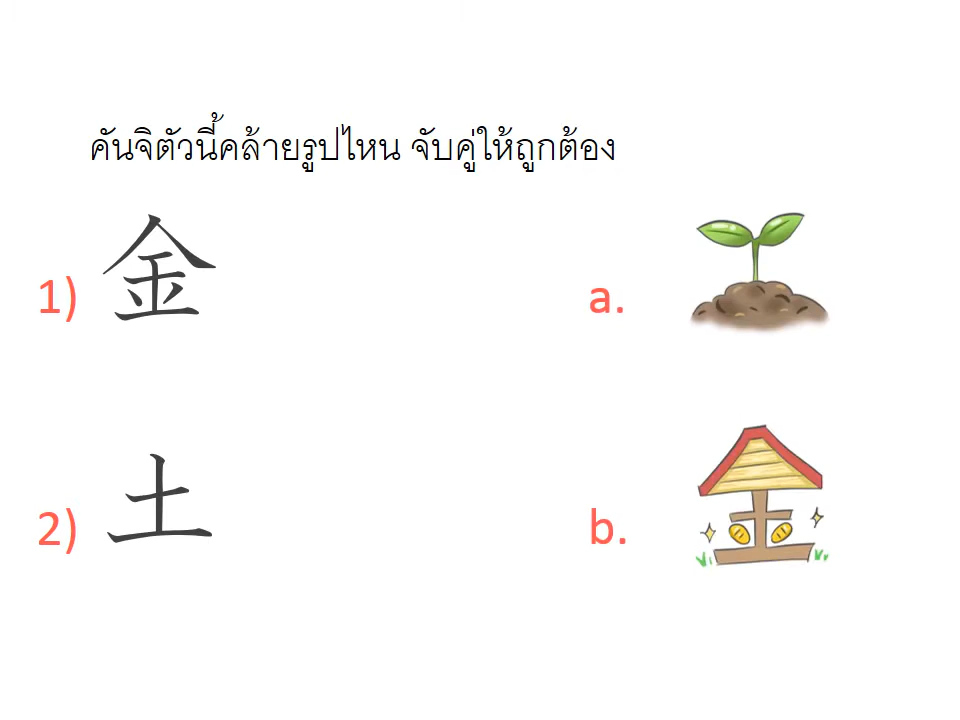 คันจิตัวนี้คล้ายรูปไหน จับคู่ให้ถูกต้อง
1) 金
a.
2) 土
b.